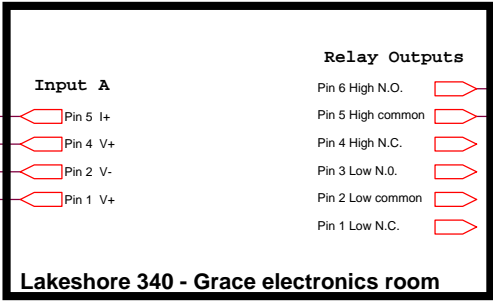 Relay Outputs
Input A
Pin 6 High N.O.
Pin 5 I+
Pin 5 High common
Pin 4 V+
Pin 4 High N.C.
Pin 2 V-
Pin 3 Low N.0.
Pin 1 V+
Pin 2 Low common
Pin 1 Low N.C.
Lakeshore 340 - Grace electronics room